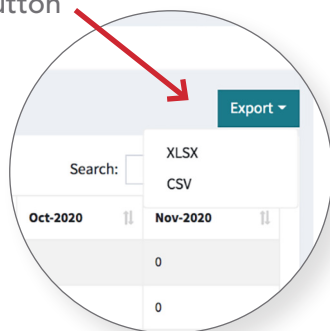 utton
Export
XLSX
Search:
CSV
Oct-2020 Nov-2020
0
0